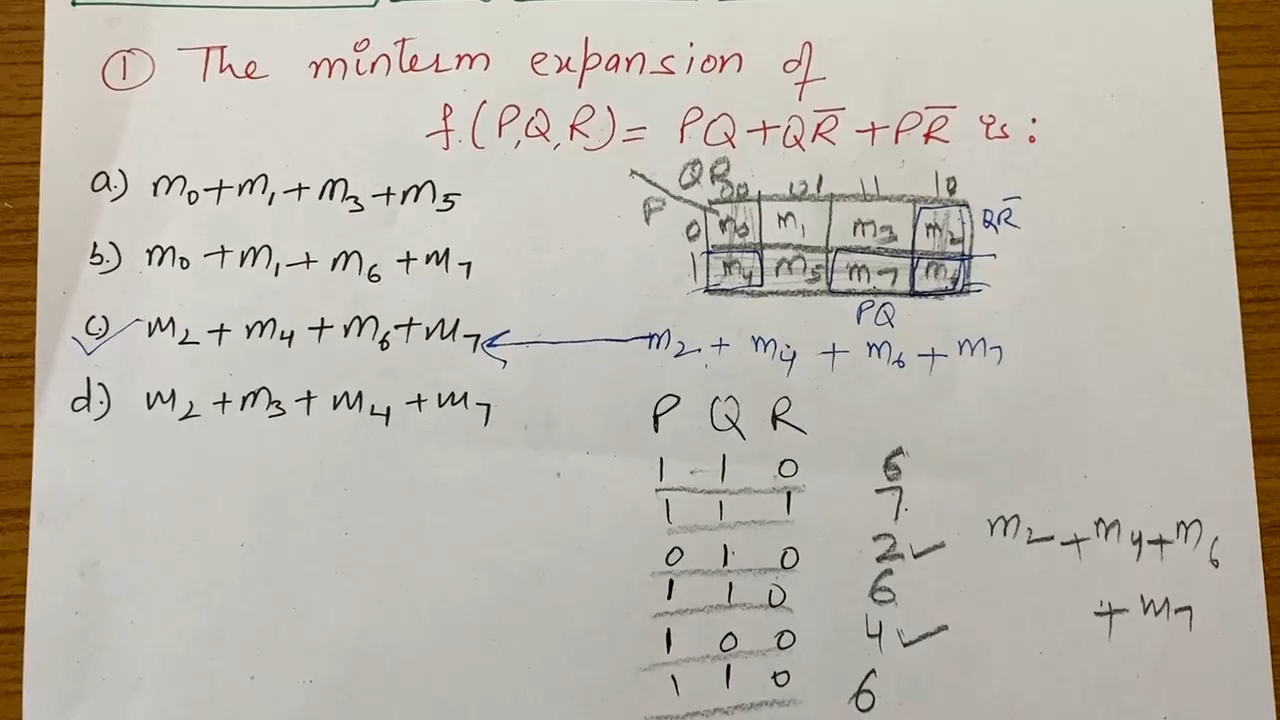 ① The minterm expansion of
f.(P,Q,R) = PQ + QR̅ + PR̅ is:
a.) m₀ + m₁ + m₃ + m₅
b.) m₀ + m₁ + m₆ + m₇
c.) m₂ + m₄ + m₆ + m₇
d.) m₂ + m₃ + m₄ + m₇
QR
P 00 01 11 10
0 m₀ m₁ m₃ m₂ QR̅
1 m₄ m₅ m₇ m₆
PQ
m₂ + m₄ + m₆ + m₇
P Q R
1 1 0 6
1 1 1 7
0 1 0 2 ✓
1 1 0 6
1 0 0 4 ✓
1 1 0 6
m₂ + m₄ + m₆
+ m₇